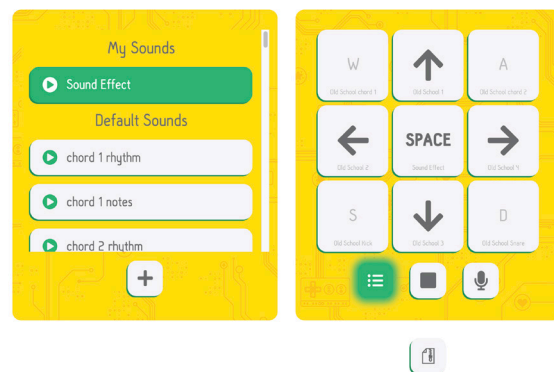 My Sounds
Sound Effect
Default Sounds
chord 1 rhythm
chord 1 notes
chord 2 rhythm
W
Old School chord 1
Old School 1
A
Old School chord 2
Old School 2
SPACE
Sound Effect
Old School 4
S
Old School Kick
Old School 3
D
Old School Snare